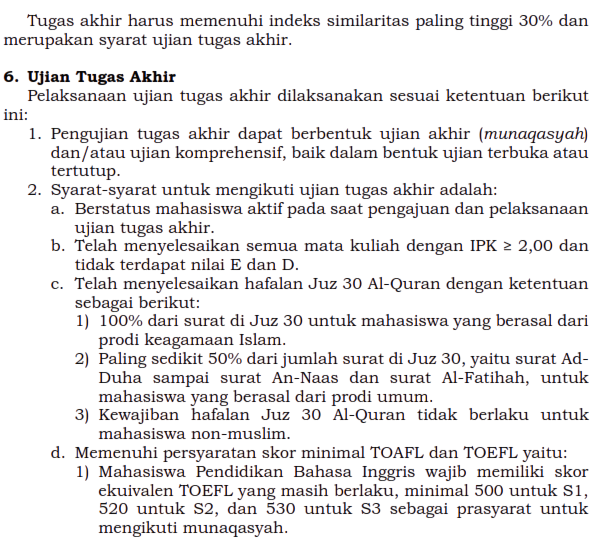 Tugas akhir harus memenuhi indeks similaritas paling tinggi 30% dan
merupakan syarat ujian tugas akhir.
6. Ujian Tugas Akhir
Pelaksanaan ujian tugas akhir dilaksanakan sesuai ketentuan berikut
ini:
1. Pengujian tugas akhir dapat berbentuk ujian akhir (munaqasyah)
dan/atau ujian komprehensif, baik dalam bentuk ujian terbuka atau
tertutup.
2. Syarat-syarat untuk mengikuti ujian tugas akhir adalah:
a. Berstatus mahasiswa aktif pada saat pengajuan dan pelaksanaan
ujian tugas akhir.
b. Telah menyelesaikan semua mata kuliah dengan IPK ≥ 2,00 dan
tidak terdapat nilai E dan D.
c. Telah menyelesaikan hafalan Juz 30 Al-Quran dengan ketentuan
sebagai berikut:
1) 100% dari surat di Juz 30 untuk mahasiswa yang berasal dari
prodi keagamaan Islam.
2) Paling sedikit 50% dari jumlah surat di Juz 30, yaitu surat Ad-
Duha sampai surat An-Naas dan surat Al-Fatihah, untuk
mahasiswa yang berasal dari prodi umum.
3) Kewajiban hafalan Juz 30 Al-Quran tidak berlaku untuk
mahasiswa non-muslim.
d. Memenuhi persyaratan skor minimal TOAFL dan TOEFL yaitu:
1) Mahasiswa Pendidikan Bahasa Inggris wajib memiliki skor
ekuivalen TOEFL yang masih berlaku, minimal 500 untuk S1,
520 untuk S2, dan 530 untuk S3 sebagai prasyarat untuk
mengikuti munaqasyah.